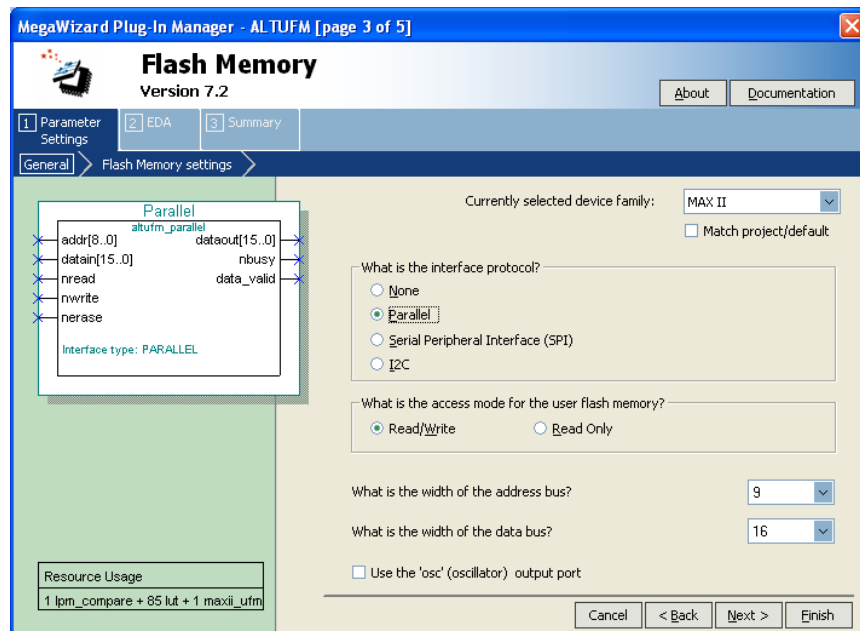 MegaWizard Plug-In Manager - ALTUFM [page 3 of 5]
Flash Memory
Version 7.2
About
Documentation
1 Parameter Settings
2 EDA
3 Summary
General
Flash Memory settings
Parallel
altufm_parallel
addr[8..0]
dataout[15..0]
datain[15..0]
nbusy
nread
data_valid
nwrite
nerase
Interface type: PARALLEL
Resource Usage
1 lpm_compare + 85 lut + 1 maxii_ufm
Currently selected device family:
MAX II
Match project/default
What is the interface protocol?
None
Parallel
Serial Peripheral Interface (SPI)
I2C
What is the access mode for the user flash memory?
Read/Write
Read Only
What is the width of the address bus?
9
What is the width of the data bus?
16
Use the 'osc' (oscillator) output port
Cancel
< Back
Next >
Finish